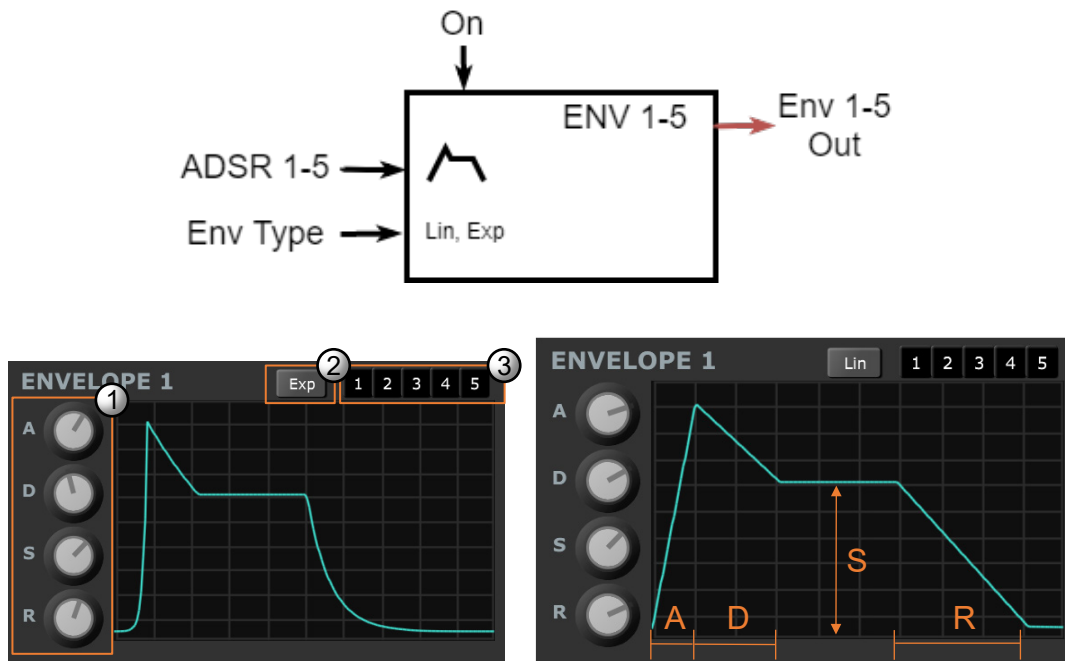 On
ENV 1-5
Env 1-5
Out
ADSR 1-5
Env Type
Lin, Exp
ENVELOPE 1
2
Exp
1 2 3 4 5
3
1
A
D
S
R
ENVELOPE 1
Lin
1 2 3 4 5
A
D
S
R
S
A
D
R